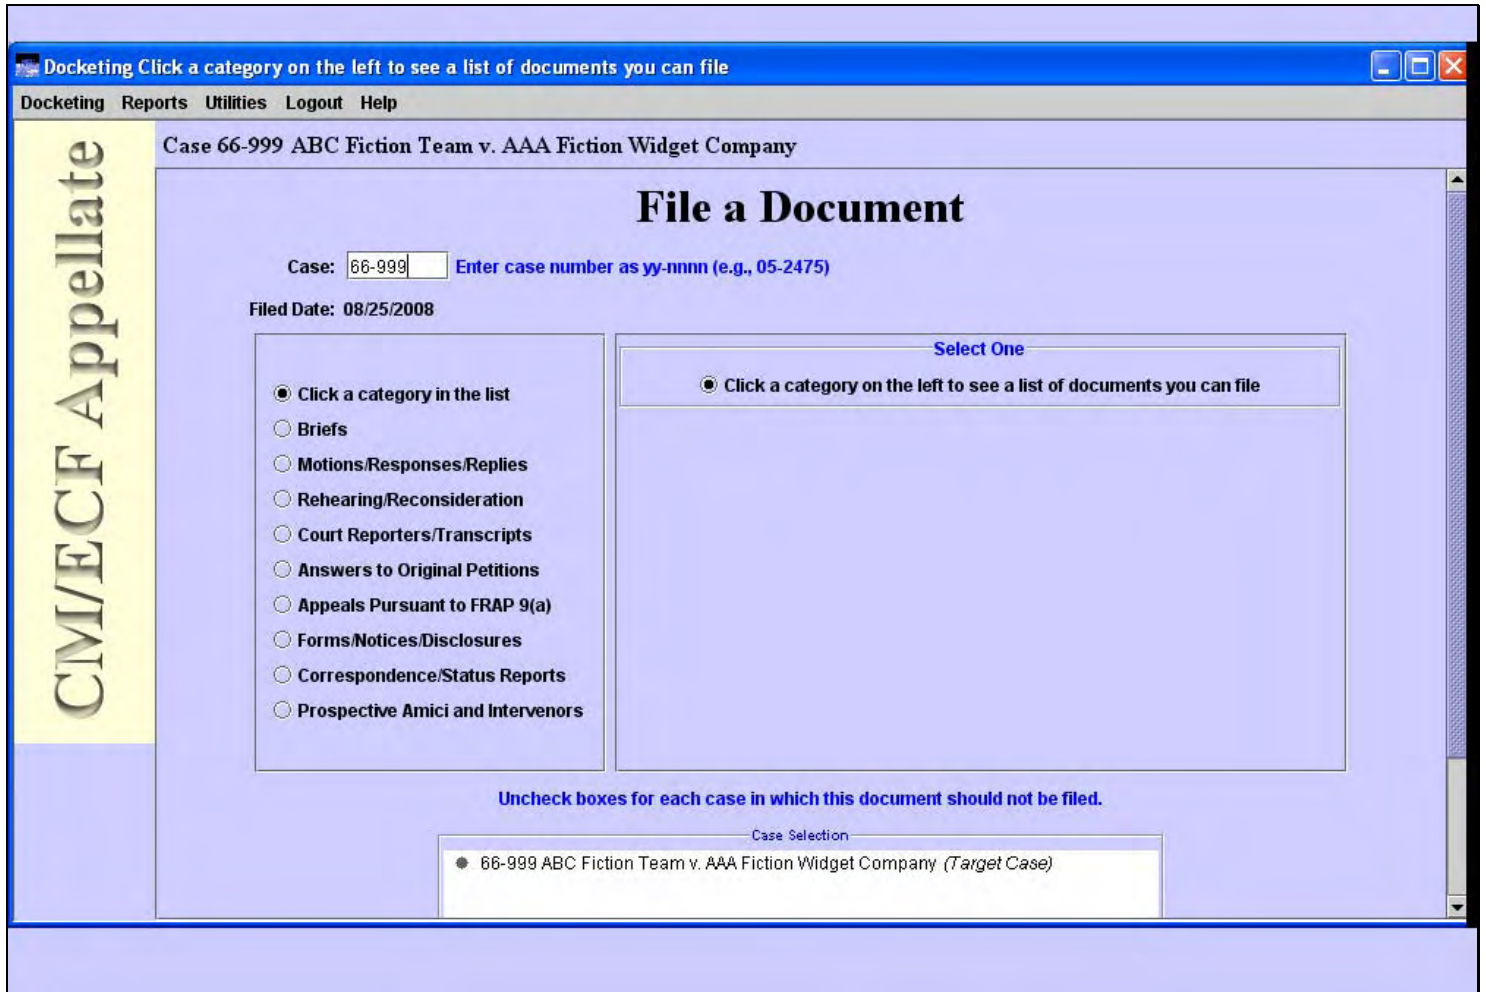 Docketing Click a category on the left to see a list of documents you can file
Docketing Reports Utilities Logout Help
CM/ECF Appellate
Case 66-999 ABC Fiction Team v. AAA Fiction Widget Company
File a Document
Case: 66-999 Enter case number as yy-nnnn (e.g., 05-2475)
Filed Date: 08/25/2008
Click a category in the list
Briefs
Motions/Responses/Replies
Rehearing/Reconsideration
Court Reporters/Transcripts
Answers to Original Petitions
Appeals Pursuant to FRAP 9(a)
Forms/Notices/Disclosures
Correspondence/Status Reports
Prospective Amici and Intervenors
Select One
Click a category on the left to see a list of documents you can file
Uncheck boxes for each case in which this document should not be filed.
Case Selection
66-999 ABC Fiction Team v. AAA Fiction Widget Company (Target Case)